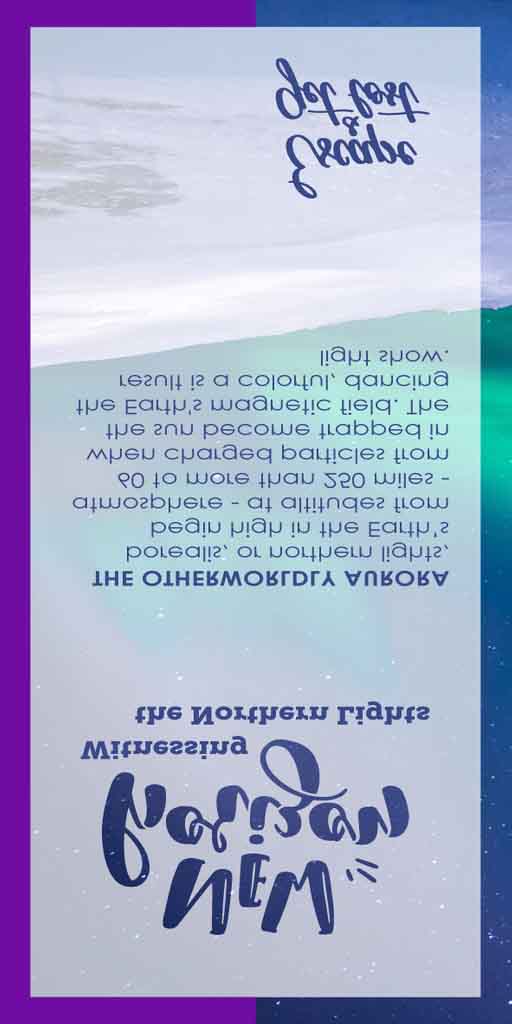 NEW
horizon
Witnessing
the Northern Lights
THE OTHERWORLDLY AURORA
borealis, or northern lights,
begin high in the Earth's
atmosphere - at altitudes from
60 to more than 250 miles -
when charged particles from
the sun become trapped in
the Earth's magnetic field. The
result is a colorful, dancing
light show.
Escape
&
Get Lost